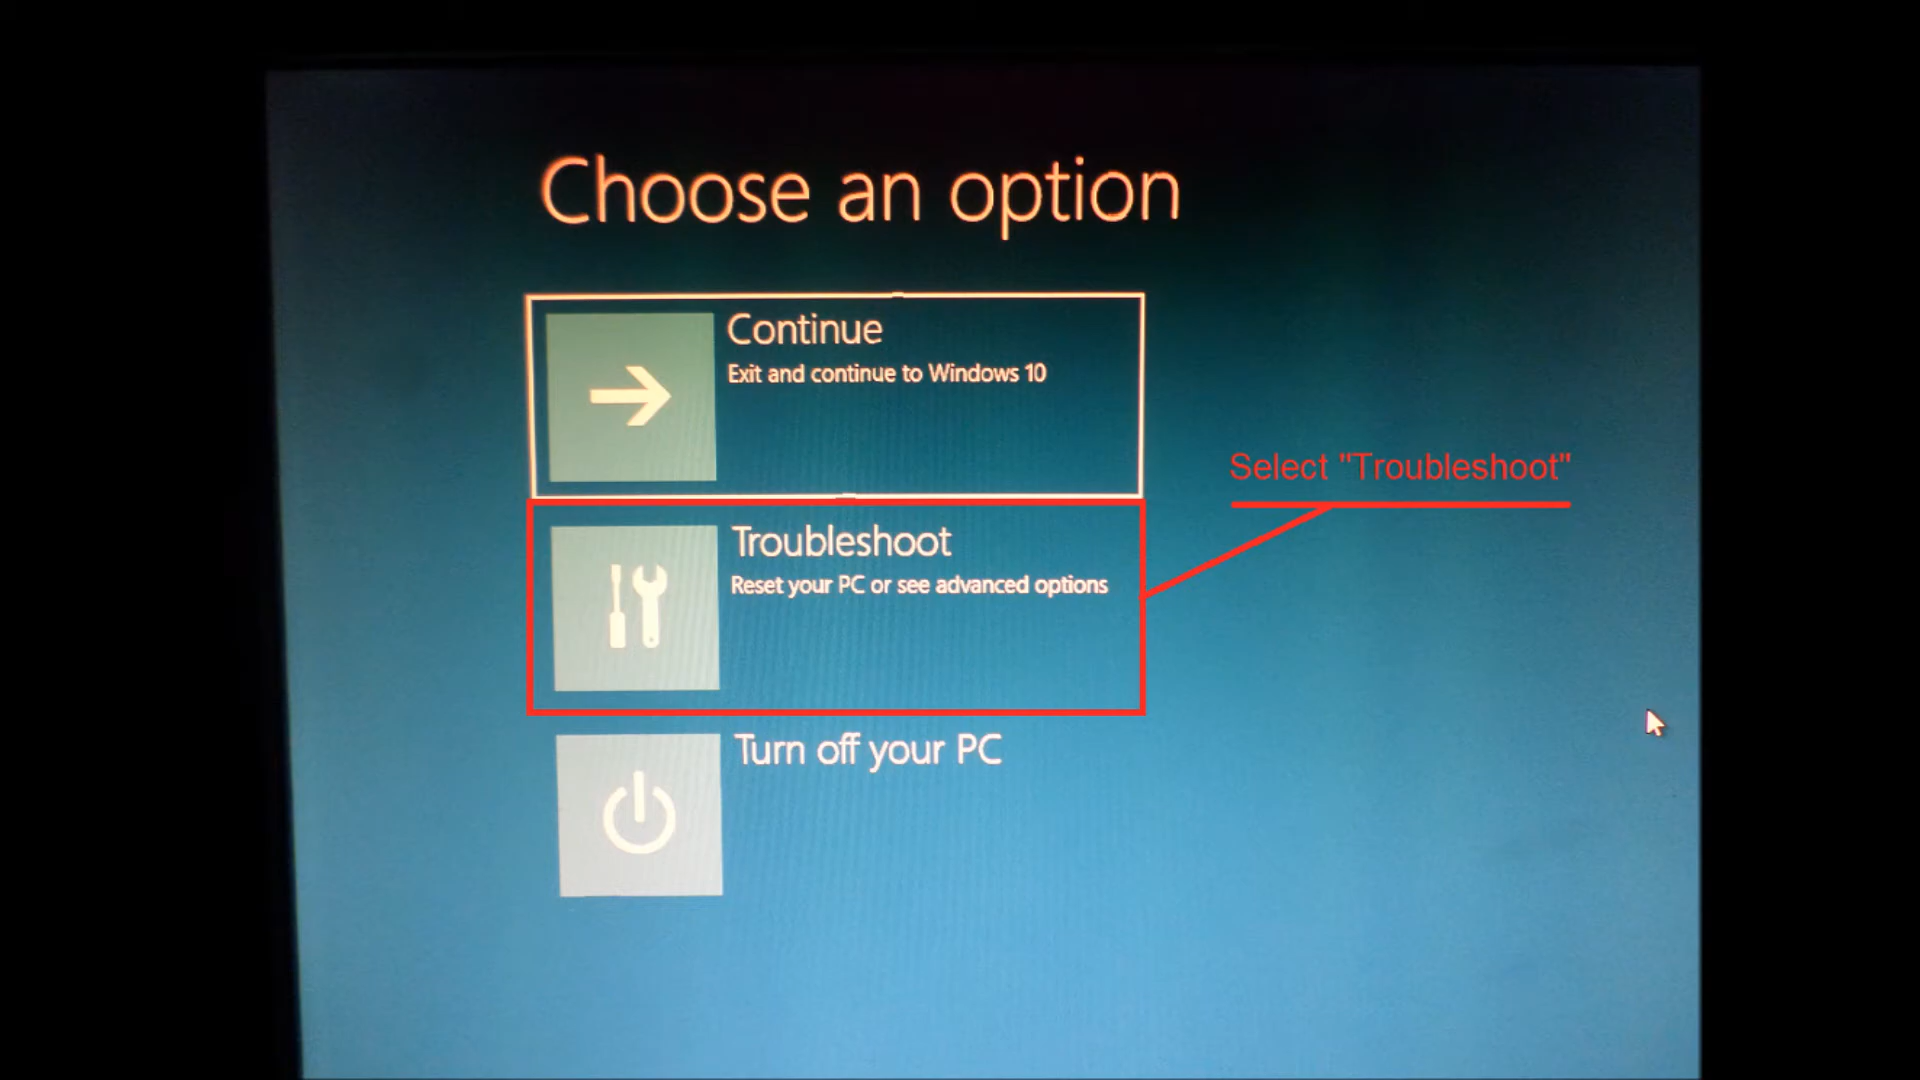 Choose an option
Continue
Exit and continue to Windows 10
Select "Troubleshoot"
Troubleshoot
Reset your PC or see advanced options
Turn off your PC